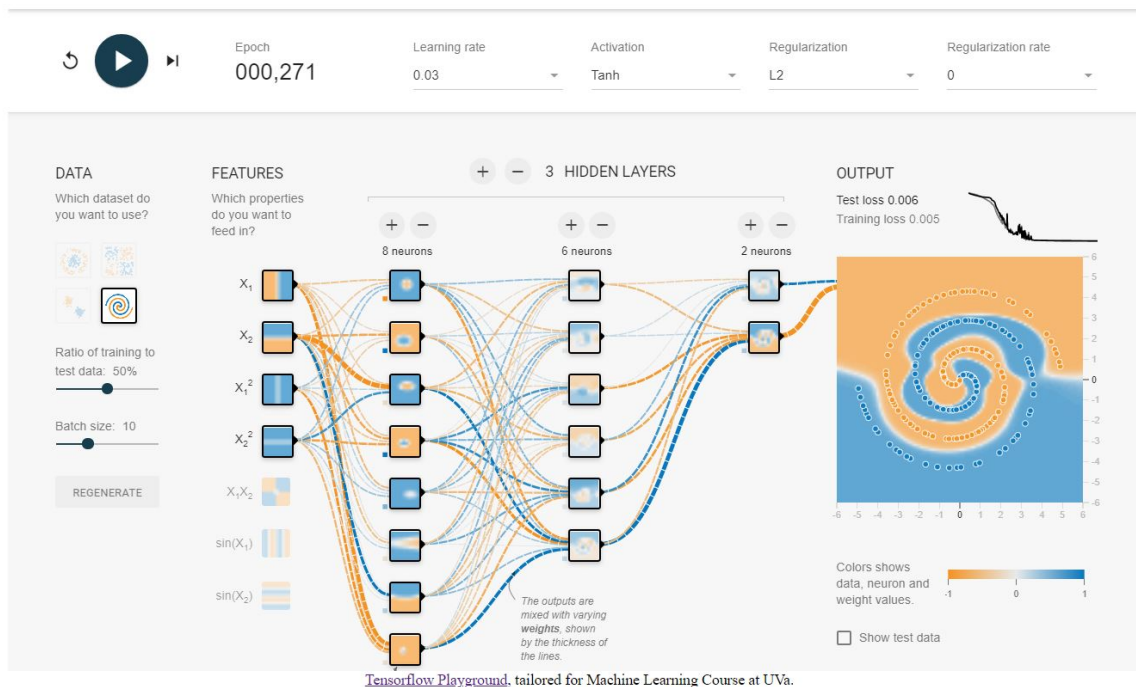 Epoch
000,271
Learning rate
0.03
Activation
Tanh
Regularization
L2
Regularization rate
0
DATA
Which dataset do
you want to use?
Ratio of training to
test data: 50%
Batch size: 10
REGENERATE
FEATURES
Which properties
do you want to
feed in?
X1
X2
X1²
X2²
X1X2
sin(X1)
sin(X2)
+ − 3 HIDDEN LAYERS
+ −
8 neurons
+ −
6 neurons
+ −
2 neurons
The outputs are
mixed with varying
weights, shown
by the thickness of
the lines.
OUTPUT
Test loss 0.006
Training loss 0.005
6
5
4
3
2
1
0
-1
-2
-3
-4
-5
-6
-6 -5 -4 -3 -2 -1 0 1 2 3 4 5 6
Colors shows
data, neuron and
weight values.
-1 0 1
Show test data
Tensorflow Playground, tailored for Machine Learning Course at UVa.